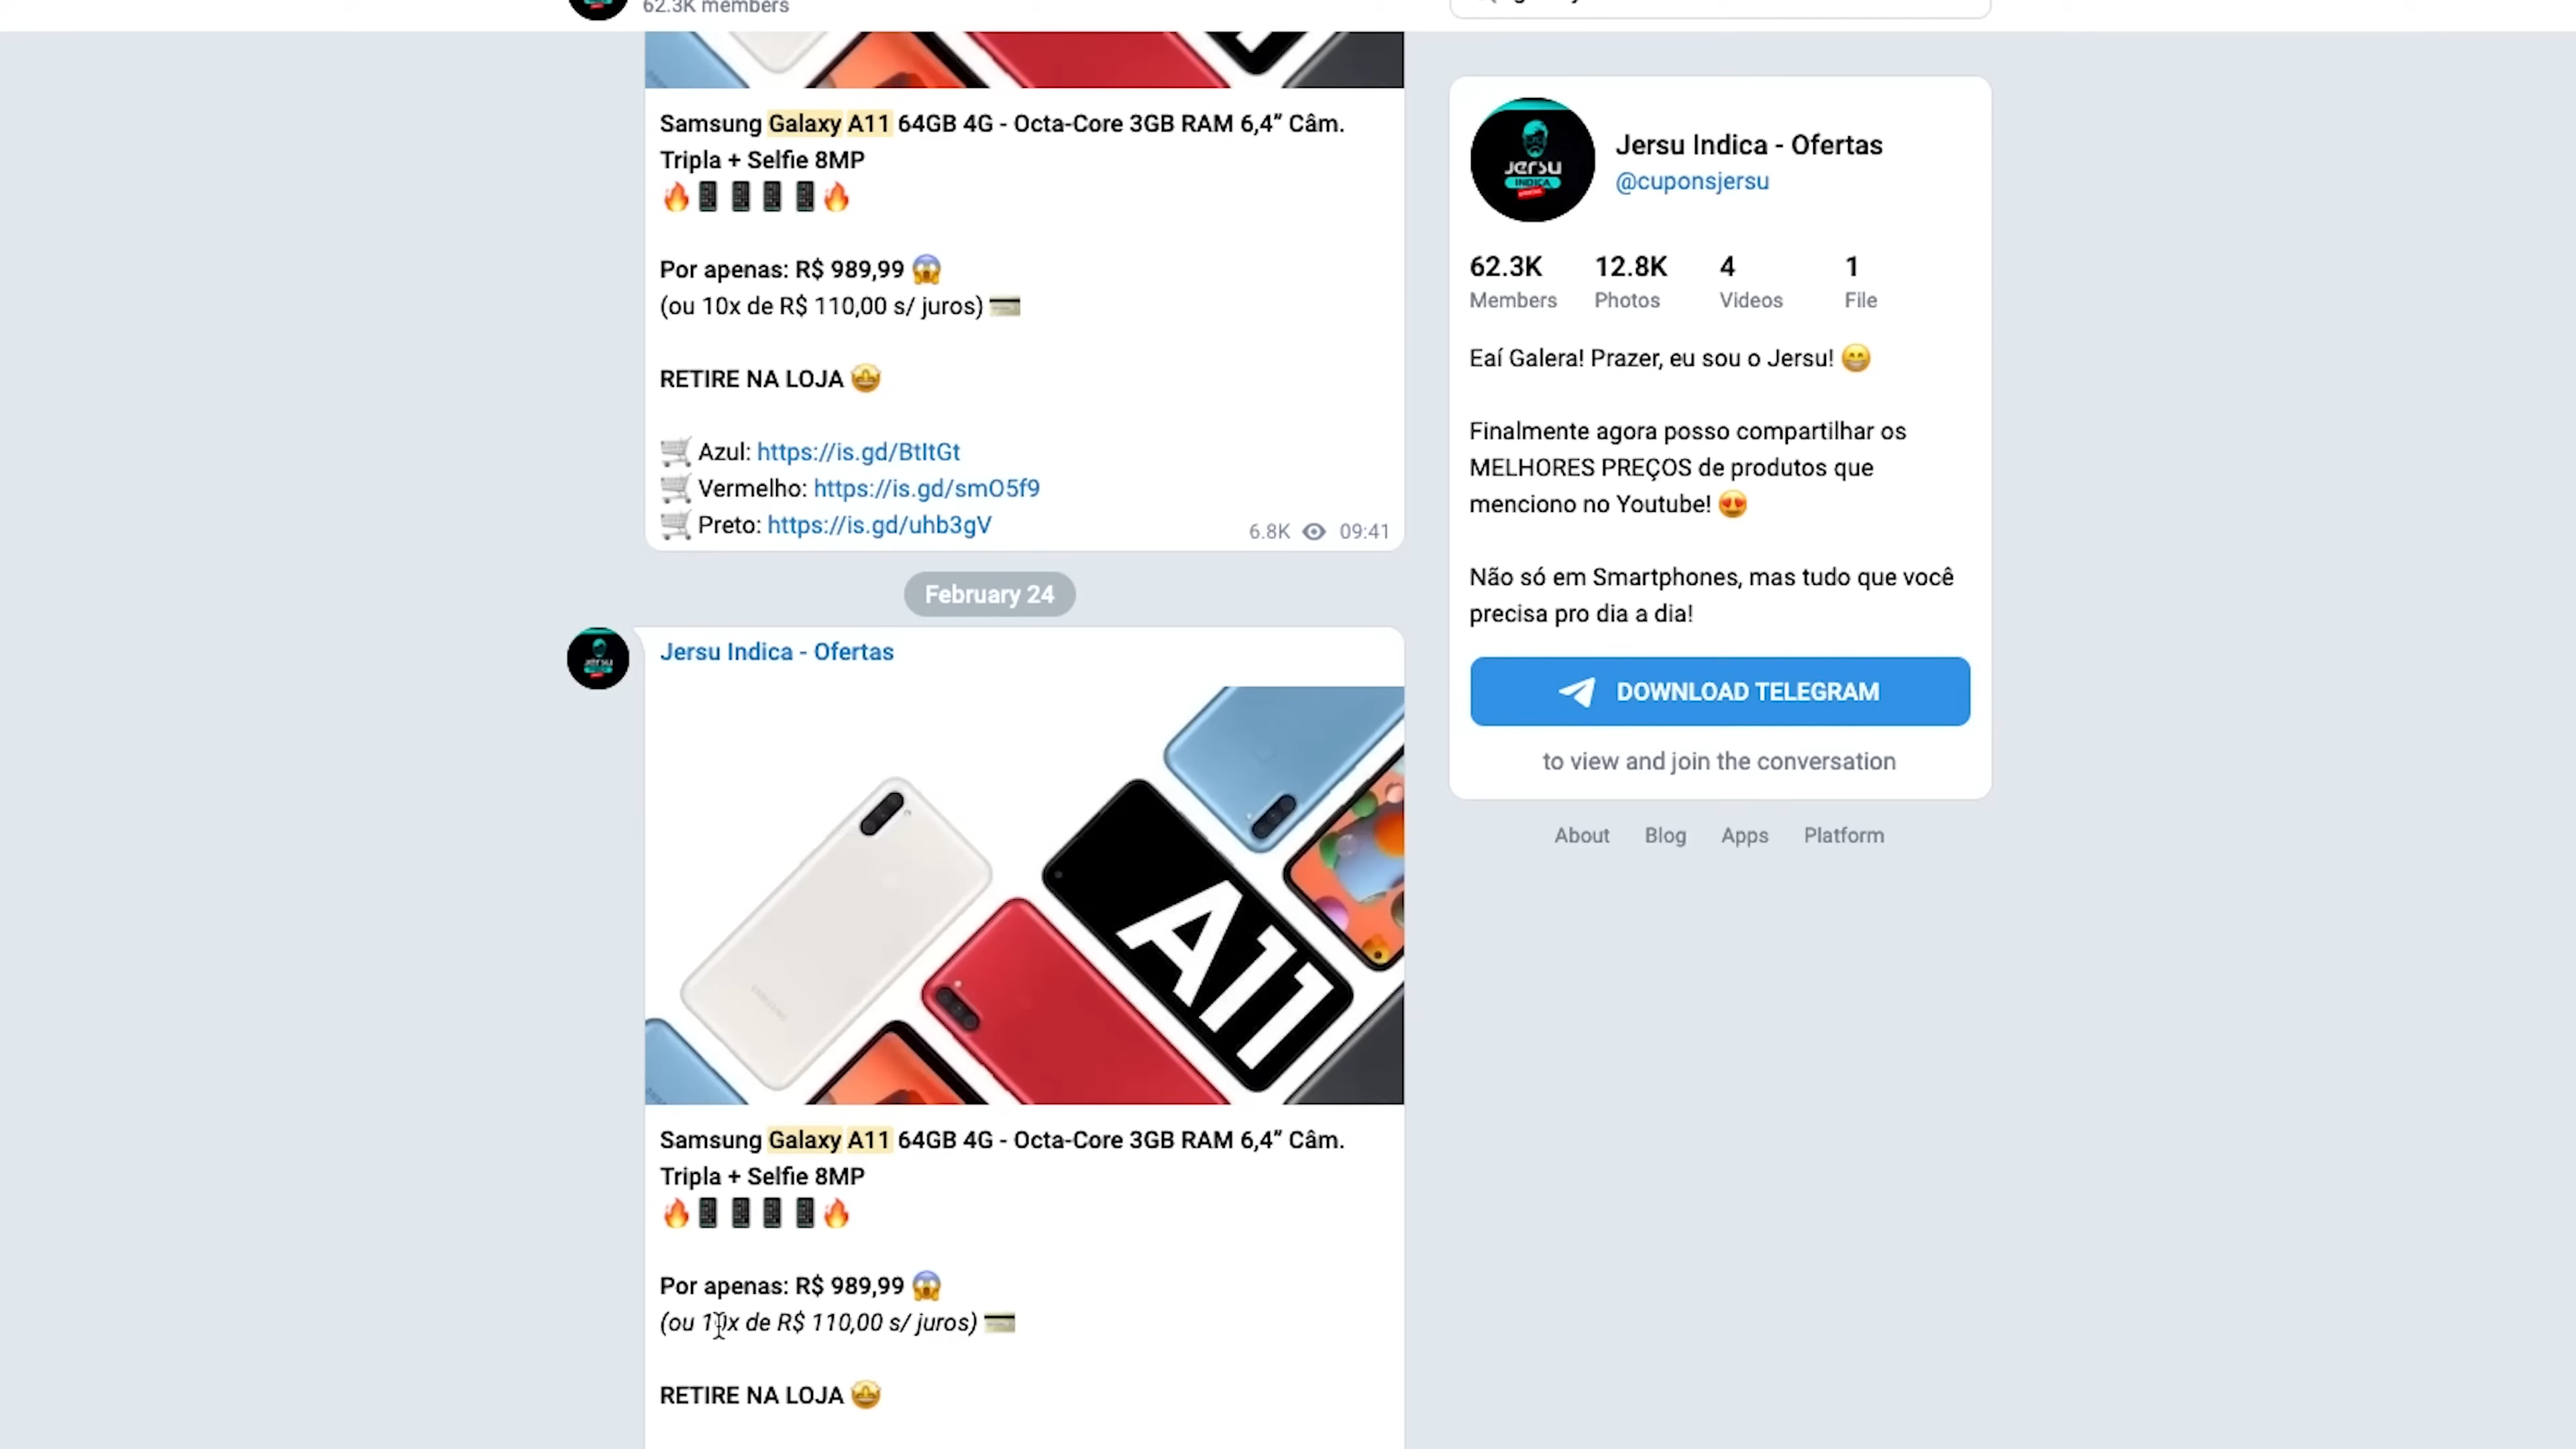 62.3K members
Samsung Galaxy A11 64GB 4G - Octa-Core 3GB RAM 6,4” Câm.
Tripla + Selfie 8MP
🔥📱📱📱📱🔥
Por apenas: R$ 989,99 😱
(ou 10x de R$ 110,00 s/ juros) 💳
RETIRE NA LOJA 🤩
🛒 Azul: https://is.gd/BtItGt
🛒 Vermelho: https://is.gd/smO5f9
🛒 Preto: https://is.gd/uhb3gV
6.8K 09:41
February 24
Jersu Indica - Ofertas
A11
SAMSUNG
Samsung Galaxy A11 64GB 4G - Octa-Core 3GB RAM 6,4” Câm.
Tripla + Selfie 8MP
🔥📱📱📱📱🔥
Por apenas: R$ 989,99 😱
(ou 10x de R$ 110,00 s/ juros) 💳
RETIRE NA LOJA 🤩
JERSU
INDICA
Jersu Indica - Ofertas
@cuponsjersu
62.3K 12.8K 4 1
Members Photos Videos File
Eaí Galera! Prazer, eu sou o Jersu! 😁
Finalmente agora posso compartilhar os
MELHORES PREÇOS de produtos que
menciono no Youtube! 😍
Não só em Smartphones, mas tudo que você
precisa pro dia a dia!
DOWNLOAD TELEGRAM
to view and join the conversation
About Blog Apps Platform